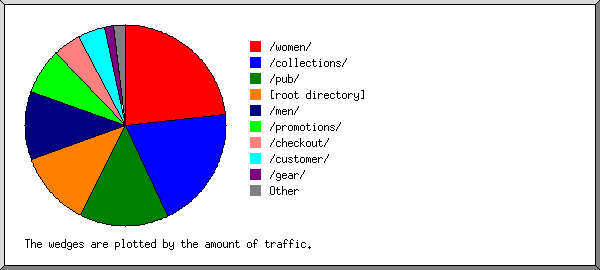 /women/
/collections/
/pub/
[root directory]
/men/
/promotions/
/checkout/
/customer/
/gear/
Other
The wedges are plotted by the amount of traffic.